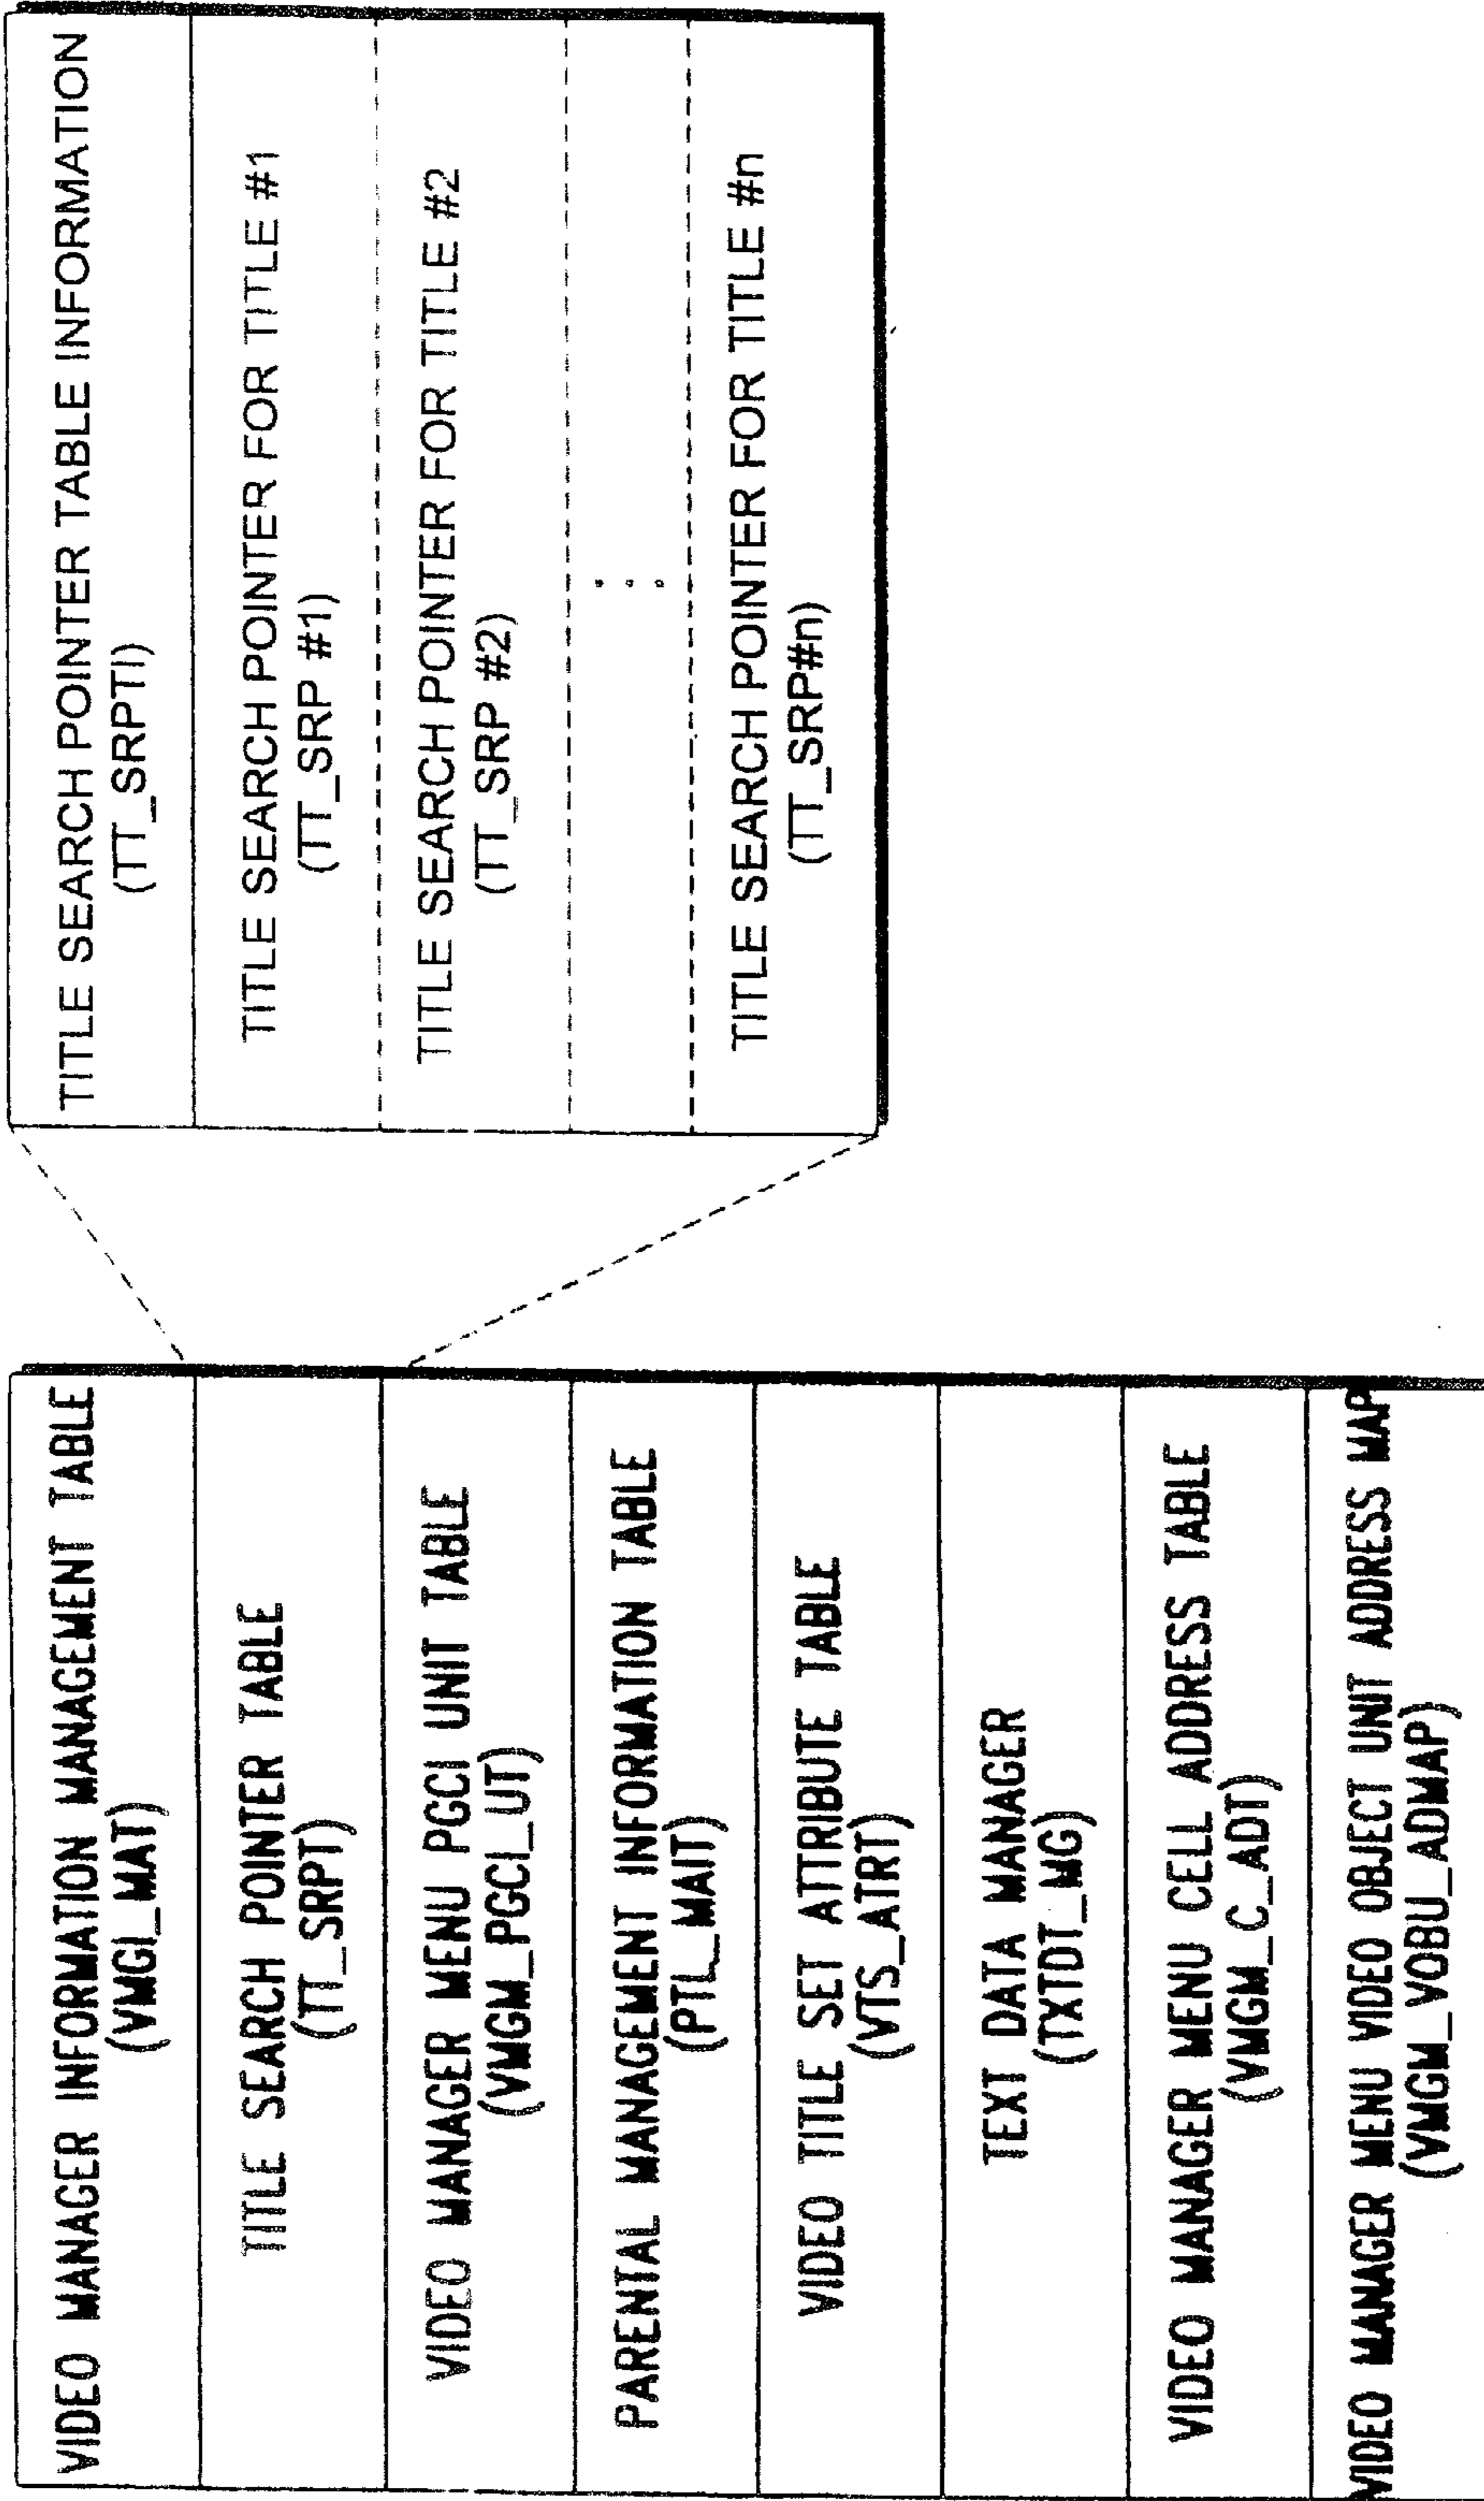 VIDEO MANAGER INFORMATION MANAGEMENT TABLE
(VMGI_MAT)
TITLE SEARCH POINTER TABLE
(TT_SRPT)
VIDEO MANAGER MENU PGCI UNIT TABLE
(VMGM_PGCI_UT)
PARENTAL MANAGEMENT INFORMATION TABLE
(PTL_MAIT)
VIDEO TITLE SET ATTRIBUTE TABLE
(VTS_ATRT)
TEXT DATA MANAGER
(TXTDT_MG)
VIDEO MANAGER MENU CELL ADDRESS TABLE
(VMGM_C_ADT)
VIDEO MANAGER MENU VIDEO OBJECT UNIT ADDRESS MAP
(VMGM_VOBU_ADMAP)
TITLE SEARCH POINTER TABLE INFORMATION
(TT_SRPTI)
TITLE SEARCH POINTER FOR TITLE #1
(TT_SRP #1)
TITLE SEARCH POINTER FOR TITLE #2
(TT_SRP #2)
TITLE SEARCH POINTER FOR TITLE #n
(TT_SRP#n)